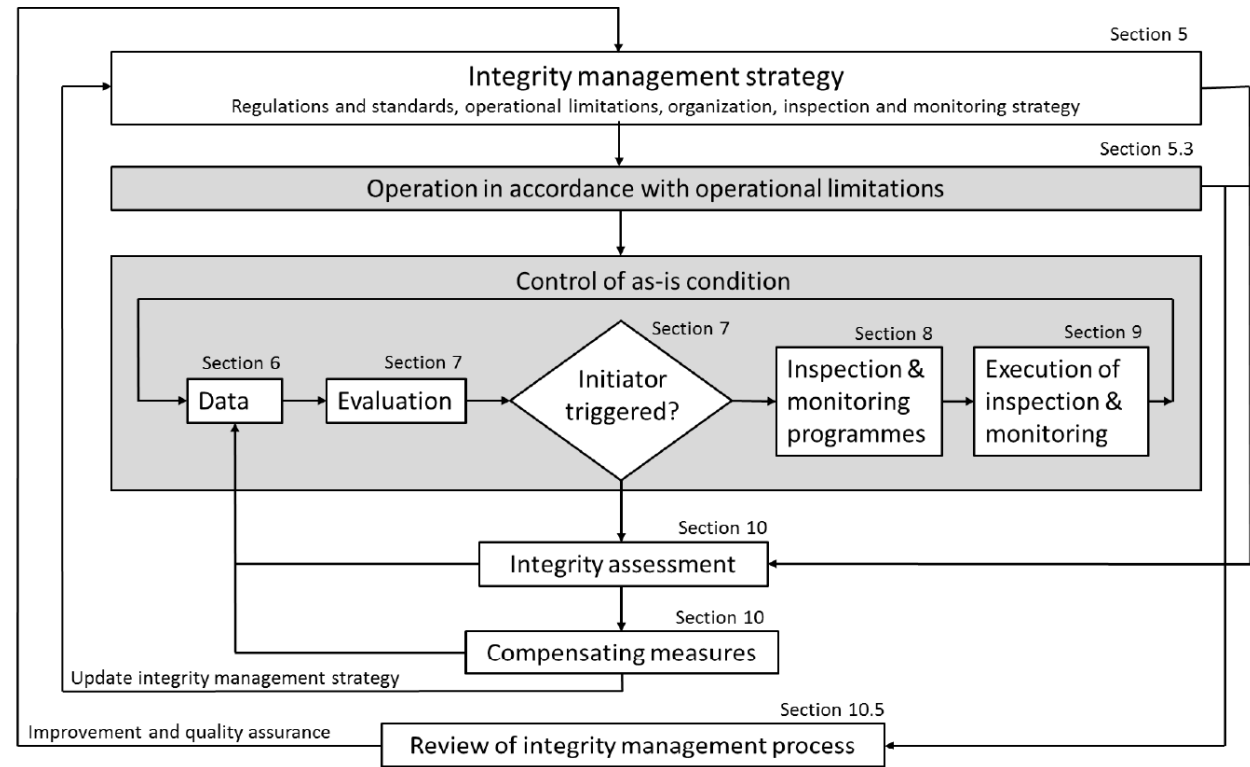 Section 5
Integrity management strategy
Regulations and standards, operational limitations, organization, inspection and monitoring strategy
Section 5.3
Operation in accordance with operational limitations
Control of as-is condition
Section 6
Data
Section 7
Evaluation
Section 7
Initiator
triggered?
Section 8
Inspection &
monitoring
programmes
Section 9
Execution of
inspection &
monitoring
Section 10
Integrity assessment
Section 10
Compensating measures
Update integrity management strategy
Section 10.5
Improvement and quality assurance
Review of integrity management process